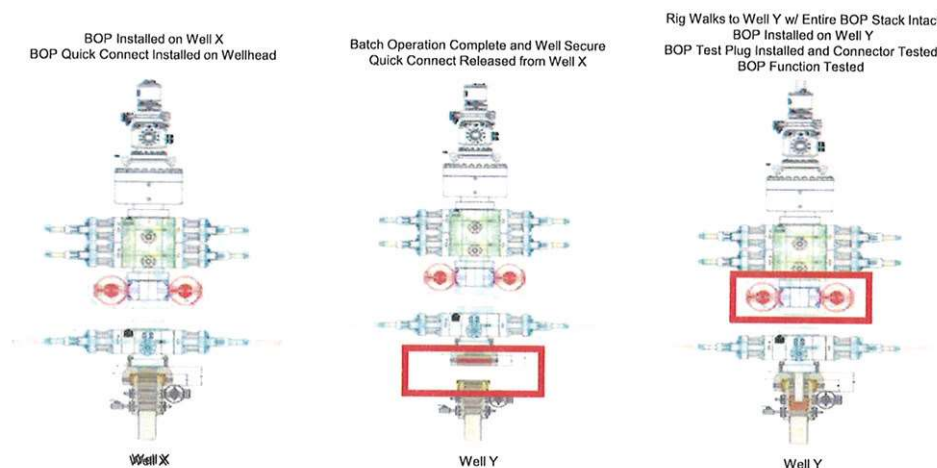 BOP Installed on Well X
BOP Quick Connect Installed on Wellhead
Batch Operation Complete and Well Secure
Quick Connect Released from Well X
Rig Walks to Well Y w/ Entire BOP Stack Intact
BOP Installed on Well Y
BOP Test Plug Installed and Connector Tested
BOP Function Tested
Well X
Well Y
Well Y